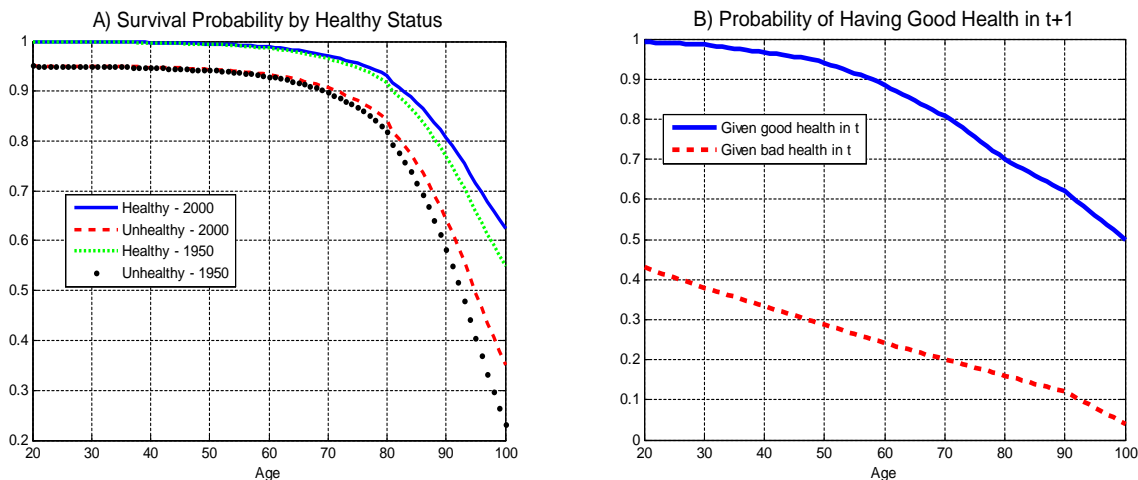 A) Survival Probability by Healthy Status
1
0.9
0.8
0.7
0.6
0.5
0.4
0.3
0.2
Healthy - 2000
Unhealthy - 2000
Healthy - 1950
Unhealthy - 1950
20 30 40 50 60 70 80 90 100
Age
B) Probability of Having Good Health in t+1
1
0.9
0.8
0.7
0.6
0.5
0.4
0.3
0.2
0.1
0
Given good health in t
Given bad health in t
20 30 40 50 60 70 80 90 100
Age